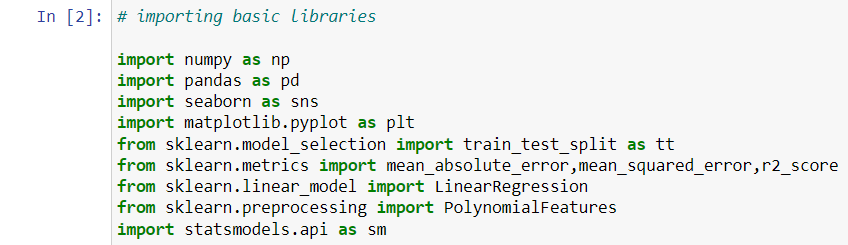 In [2]: # importing basic libraries
import numpy as np
import pandas as pd
import seaborn as sns
import matplotlib.pyplot as plt
from sklearn.model_selection import train_test_split as tt
from sklearn.metrics import mean_absolute_error,mean_squared_error,r2_score
from sklearn.linear_model import LinearRegression
from sklearn.preprocessing import PolynomialFeatures
import statsmodels.api as sm